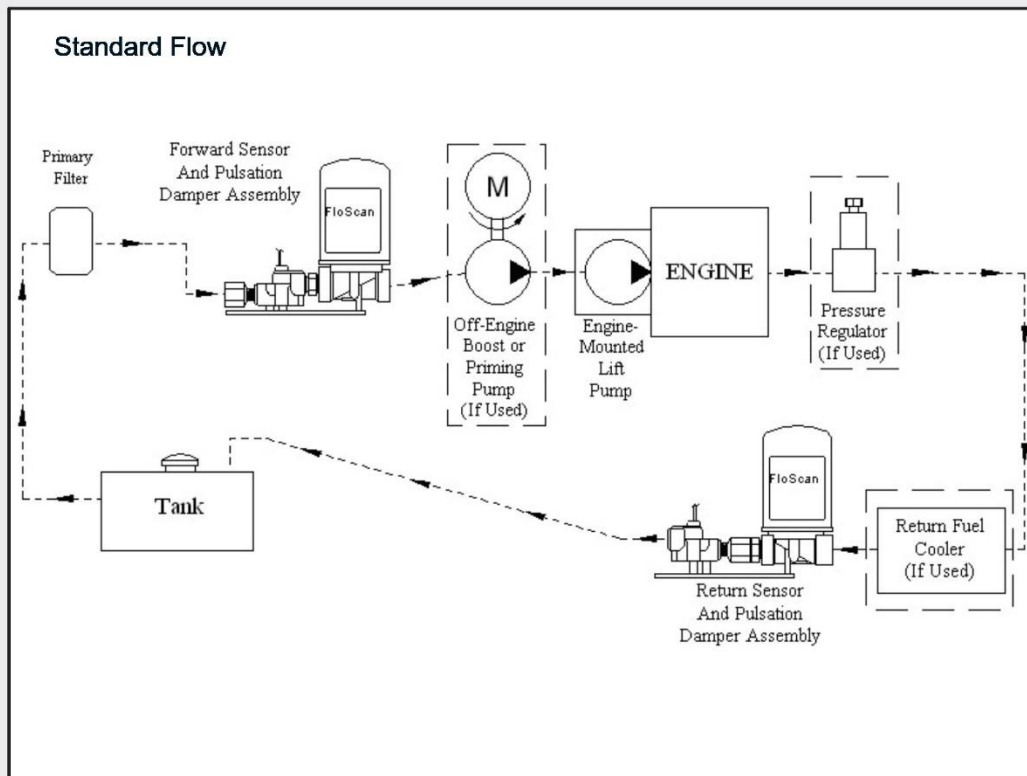 Standard Flow
Primary
Filter
Forward Sensor
And Pulsation
Damper Assembly
FloScan
M
Off-Engine
Boost or
Priming
Pump
(If Used)
Engine-
Mounted
Lift
Pump
ENGINE
Pressure
Regulator
(If Used)
Tank
FloScan
Return Sensor
And Pulsation
Damper Assembly
Return Fuel
Cooler
(If Used)